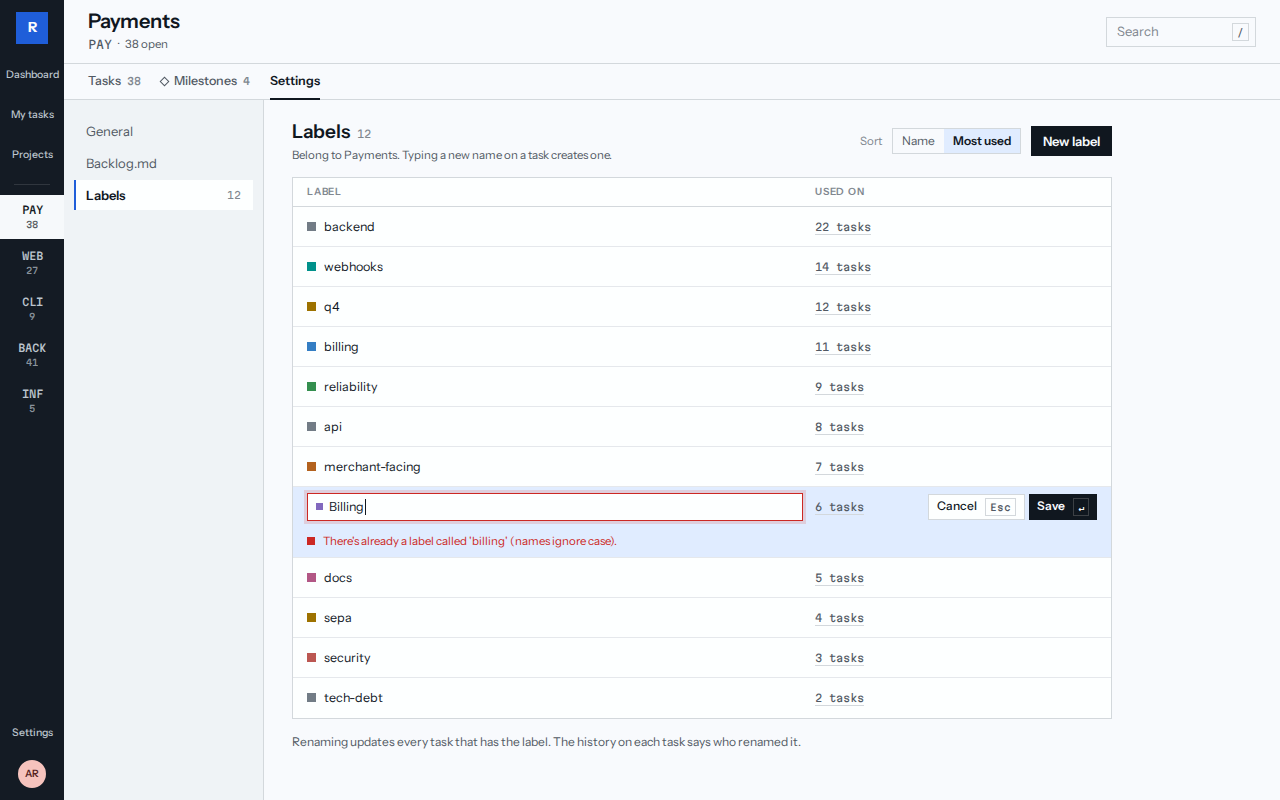 R
Dashboard
My tasks
Projects
PAY
38
WEB
27
CLI
9
BACK
41
INF
5
Settings
AR
Payments
PAY · 38 open
Search /
Tasks 38 Milestones 4 Settings
General
Backlog.md
Labels 12
Labels 12
Belong to Payments. Typing a new name on a task creates one.
Sort Name Most used New label
LABEL USED ON
backend 22 tasks
webhooks 14 tasks
q4 12 tasks
billing 11 tasks
reliability 9 tasks
api 8 tasks
merchant-facing 7 tasks
Billing 6 tasks Cancel Esc Save ↵
There's already a label called 'billing' (names ignore case).
docs 5 tasks
sepa 4 tasks
security 3 tasks
tech-debt 2 tasks
Renaming updates every task that has the label. The history on each task says who renamed it.